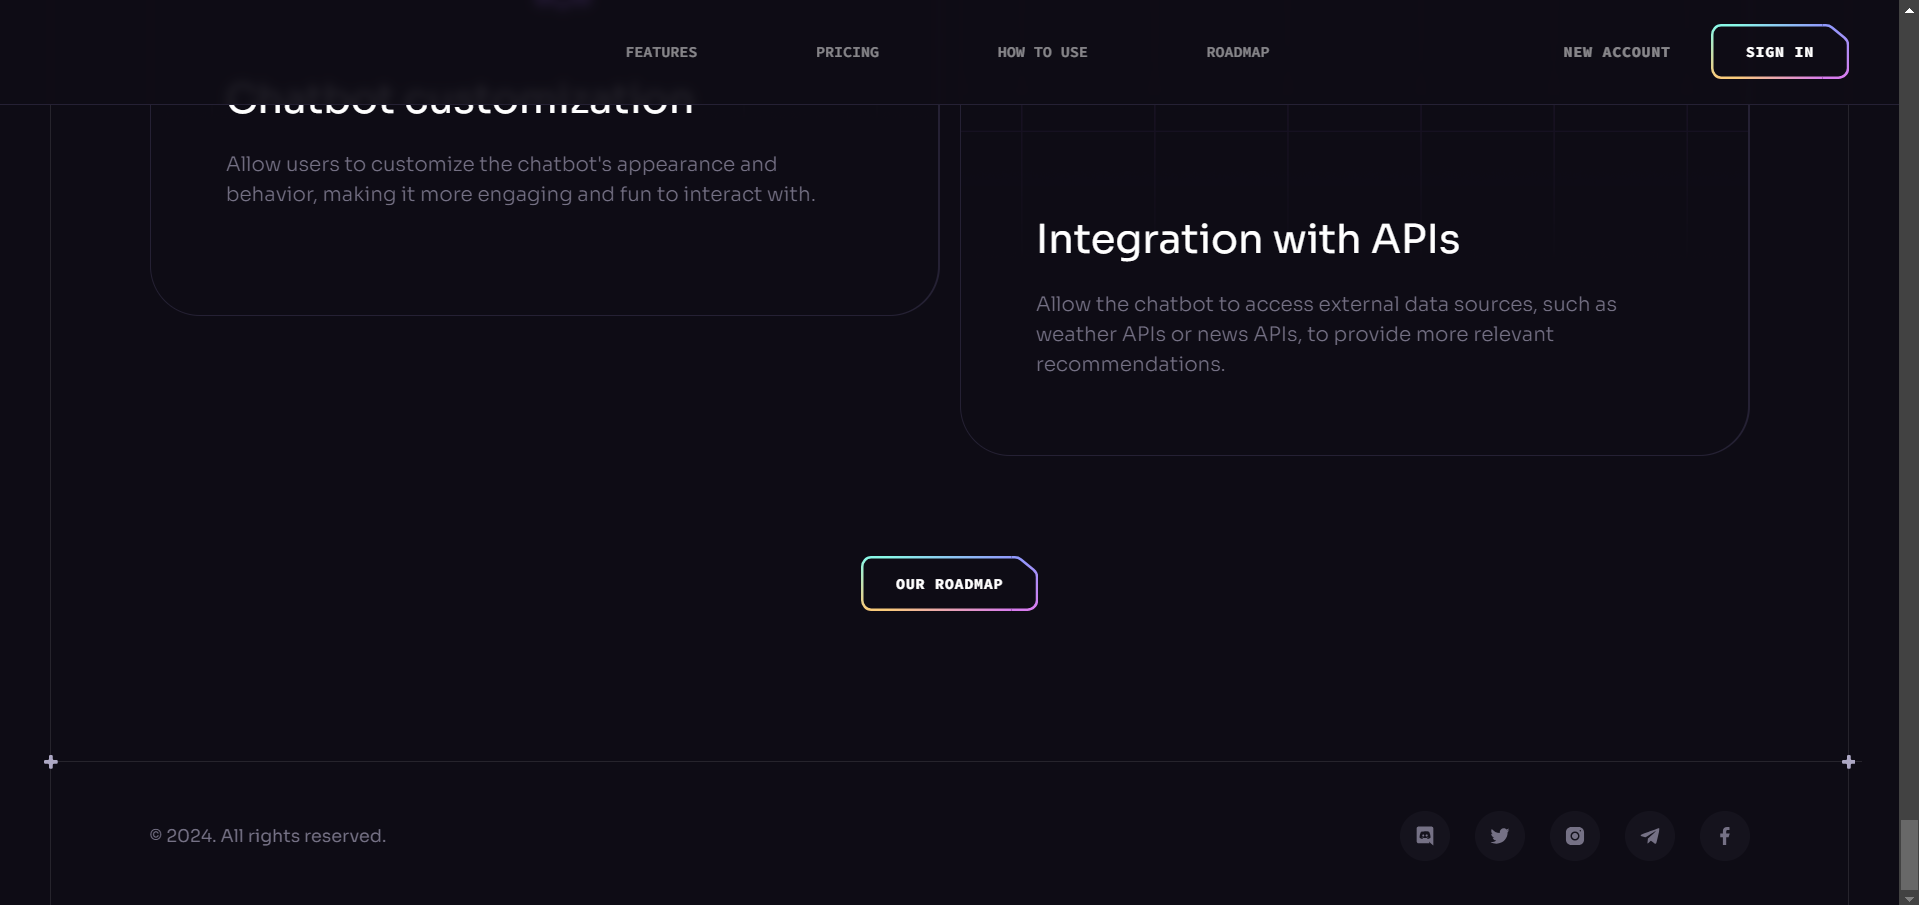 FEATURES
PRICING
HOW TO USE
ROADMAP
NEW ACCOUNT
SIGN IN
Chatbot customization
Allow users to customize the chatbot's appearance and
behavior, making it more engaging and fun to interact with.
Integration with APIs
Allow the chatbot to access external data sources, such as
weather APIs or news APIs, to provide more relevant
recommendations.
OUR ROADMAP
© 2024. All rights reserved.